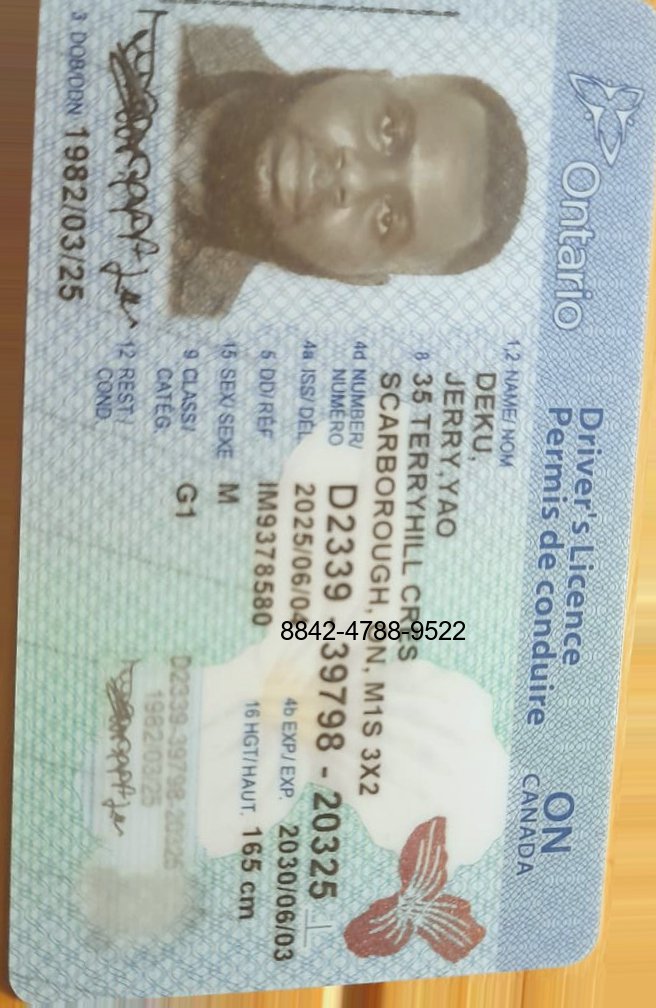 Ontario
Driver's Licence
Permis de conduire
ON
CANADA
1,2 NAME/ NOM
DEKU,
JERRY,YAO
8 35 TERRYHILL CRES
SCARBOROUGH, ON, M1S 3X2
4d NUMBER/
NUMÉRO
D2339 - 39798 - 20325
4a ISS/ DÉL. 2025/06/04
4b EXP./ EXP. 2030/06/03
5 DD/RÉF. IM9378580
16 HGT/HAUT. 165 cm
15 SEX/ SEXE M
9 CLASS/
CATÉG.
G1
12 REST /
COND.
3 DOB/DDN 1982/03/25
D2339-39798-20325
1982/03/25
8842-4788-9522